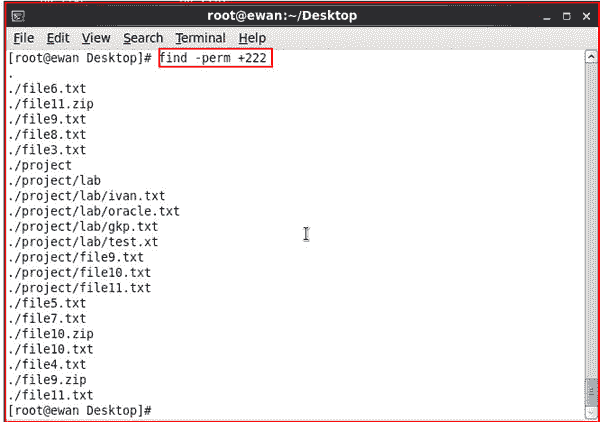 root@ewan:~/Desktop
File Edit View Search Terminal Help
[root@ewan Desktop]# find -perm +222
.
./file6.txt
./file11.zip
./file9.txt
./file8.txt
./file3.txt
./project
./project/lab
./project/lab/ivan.txt
./project/lab/oracle.txt
./project/lab/gkp.txt
./project/lab/test.xt
./project/file9.txt
./project/file10.txt
./project/file11.txt
./file5.txt
./file7.txt
./file10.zip
./file10.txt
./file4.txt
./file9.zip
./file11.txt
[root@ewan Desktop]#